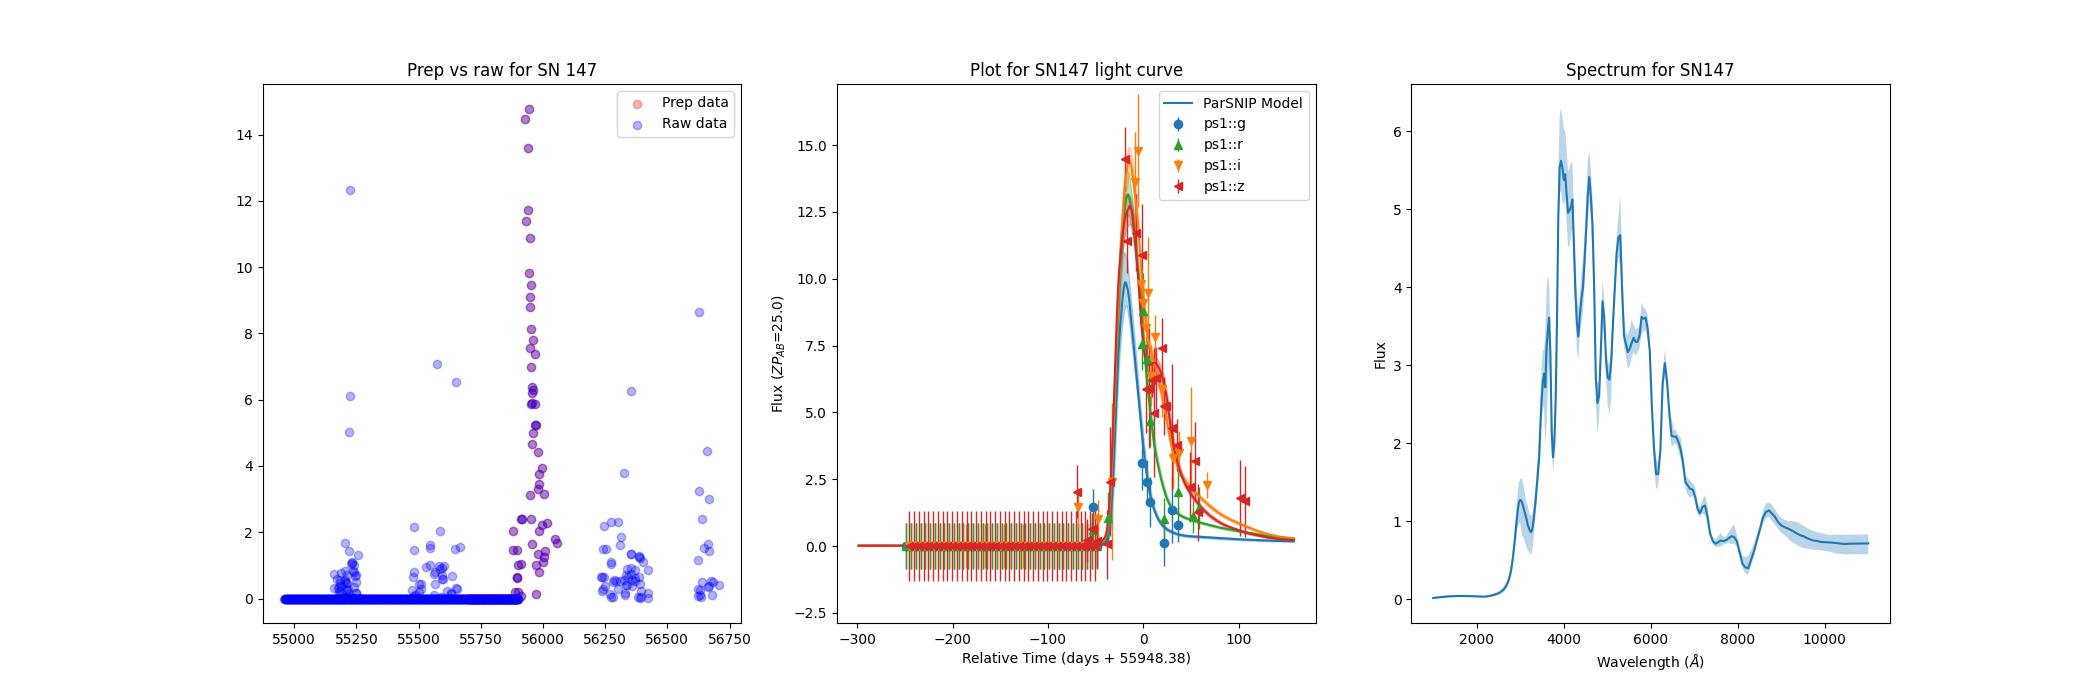 Prep vs raw for SN 147
Prep data
Raw data
14
12
10
8
6
4
2
0
55000 55250 55500 55750 56000 56250 56500 56750
Plot for SN147 light curve
ParSNIP Model
ps1::g
ps1::r
ps1::i
ps1::z
Flux (ZP_AB=25.0)
15.0
12.5
10.0
7.5
5.0
2.5
0.0
−2.5
−300 −200 −100 0 100
Relative Time (days + 55948.38)
Spectrum for SN147
Flux
6
5
4
3
2
1
0
2000 4000 6000 8000 10000
Wavelength (Å)